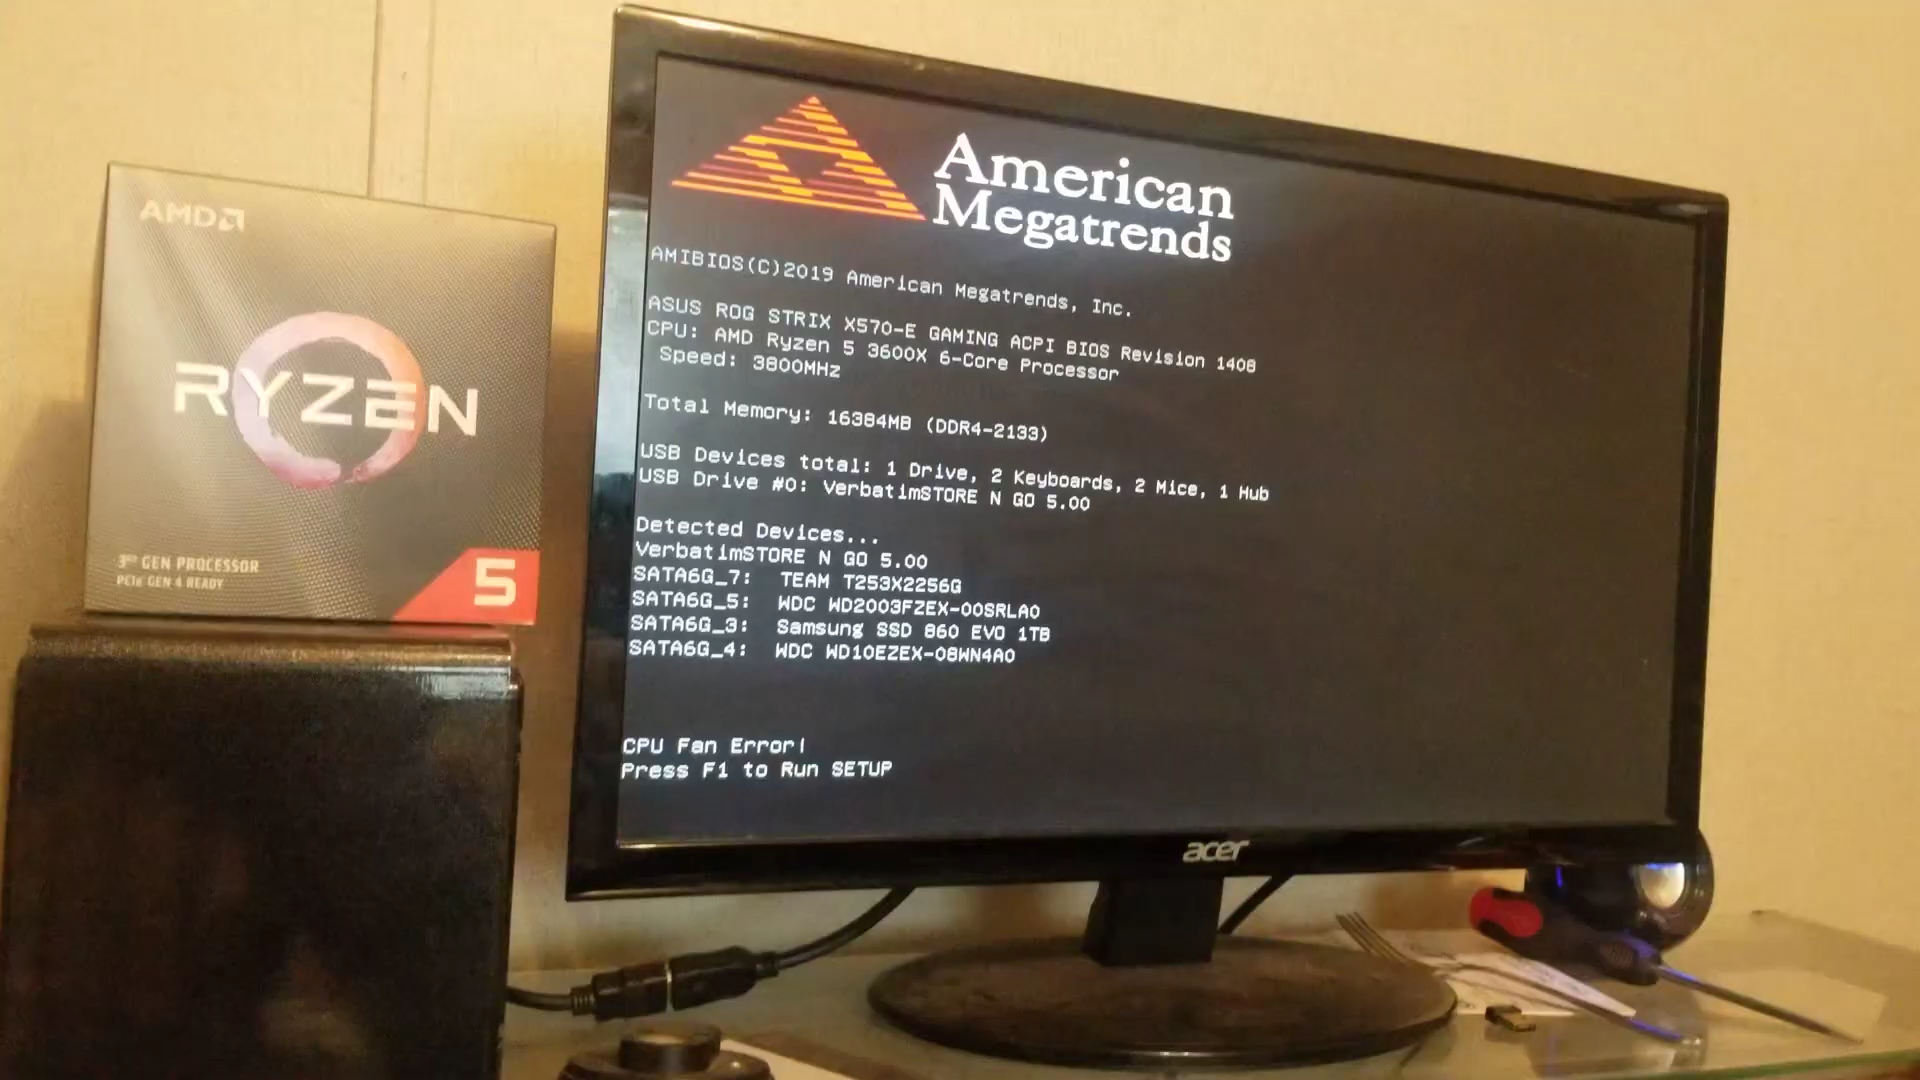 AMD
RYZEN
3RD GEN PROCESSOR
PCIe GEN 4 READY
5
American
Megatrends
AMIBIOS(C)2019 American Megatrends, Inc.
ASUS ROG STRIX X570-E GAMING ACPI BIOS Revision 1408
CPU: AMD Ryzen 5 3600X 6-Core Processor
Speed: 3800MHz
Total Memory: 16384MB (DDR4-2133)
USB Devices total: 1 Drive, 2 Keyboards, 2 Mice, 1 Hub
USB Drive #0: VerbatimSTORE N GO 5.00
Detected Devices...
VerbatimSTORE N GO 5.00
SATA6G_7: TEAM T253X2256G
SATA6G_5: WDC WD2003FZEX-00SRLA0
SATA6G_3: Samsung SSD 860 EVO 1TB
SATA6G_4: WDC WD10EZEX-08WN4A0
CPU Fan Error!
Press F1 to Run SETUP
acer